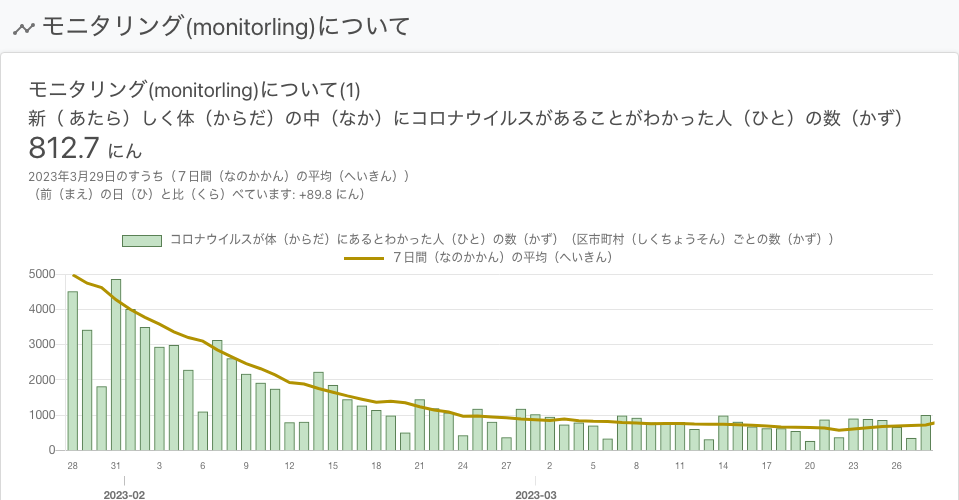 モニタリング(monitorling)について
モニタリング(monitorling)について(1)
新（ あたら）しく体（からだ）の中（なか）にコロナウイルスがあることがわかった人（ひと）の数（かず）
812.7 にん
2023年3月29日のすうち（７日間（なのかかん）の平均（へいきん））
（前（まえ）の日（ひ）と比（くら）べています: +89.8 にん）
コロナウイルスが体（からだ）にあるとわかった人（ひと）の数（かず）（区市町村（しくちょうそん）ごとの数（かず））
７日間（なのかかん）の平均（へいきん）
5000
4000
3000
2000
1000
0
28 31 3 6 9 12 15 18 21 24 27 2 5 8 11 14 17 20 23 26
2023-02 2023-03